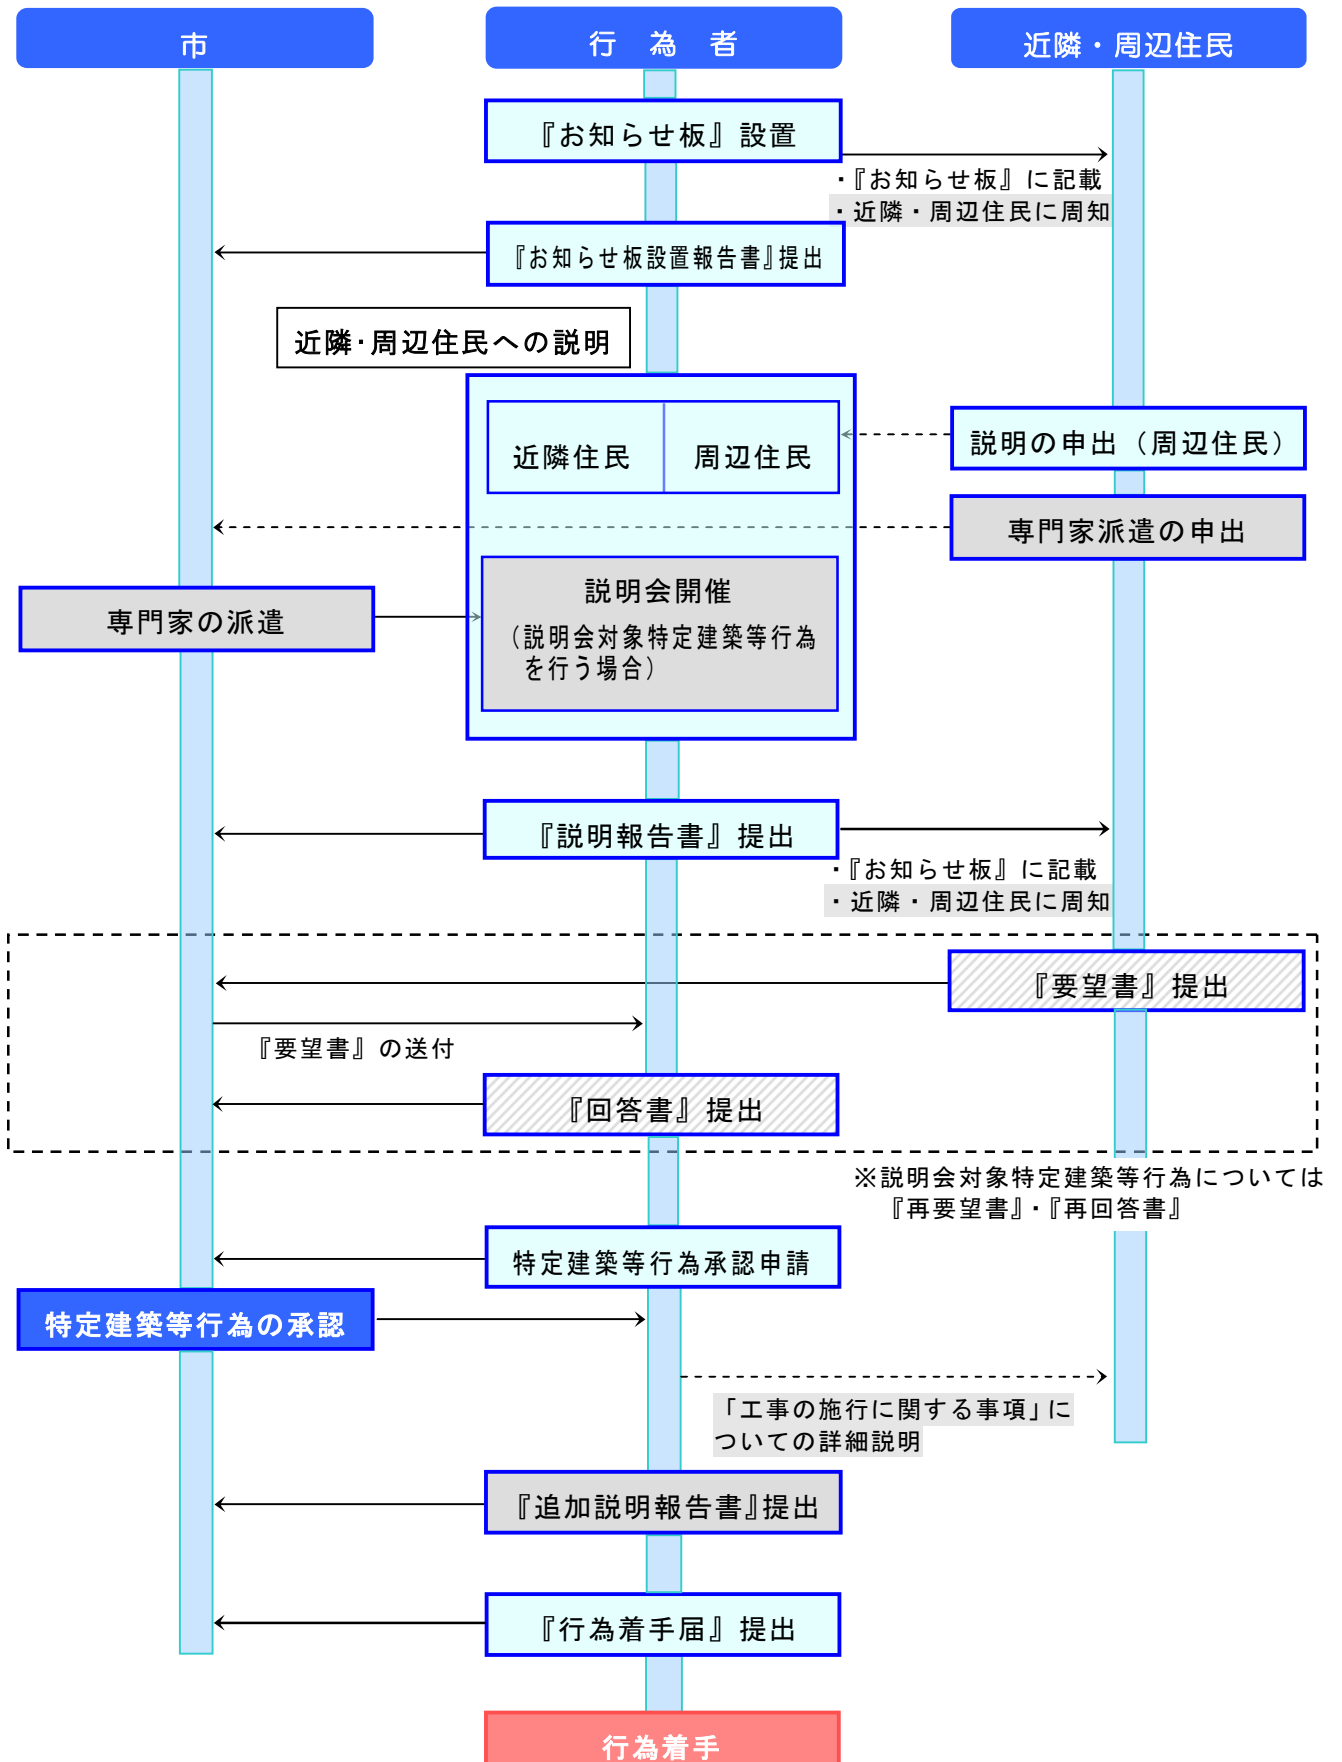 市
行　為　者
近隣・周辺住民
『お知らせ板』設置
・『お知らせ板』に記載
・近隣・周辺住民に周知
『お知らせ板設置報告書』提出
近隣・周辺住民への説明
近隣住民
周辺住民
説明の申出（周辺住民）
専門家派遣の申出
専門家の派遣
説明会開催
（説明会対象特定建築等行為
を行う場合）
『説明報告書』提出
・『お知らせ板』に記載
・近隣・周辺住民に周知
『要望書』提出
『要望書』の送付
『回答書』提出
※説明会対象特定建築等行為については
『再要望書』・『再回答書』
特定建築等行為承認申請
特定建築等行為の承認
「工事の施行に関する事項」に
ついての詳細説明
『追加説明報告書』提出
『行為着手届』提出
行為着手